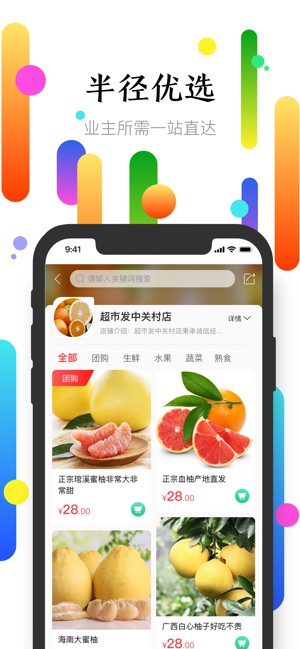 半径优选
业主所需一站直达
9:41
请输入关键词搜索
超市发中关村店
详情
店铺介绍：超市发中关村店果承诚信经...
全部 团购 生鲜 水果 蔬菜 熟食
团购
正宗琯溪蜜柚非常大非常甜
¥28.00
正宗血柚产地直发
¥28.00
海南大蜜柚
广西白心柚子好吃不贵
¥28.00